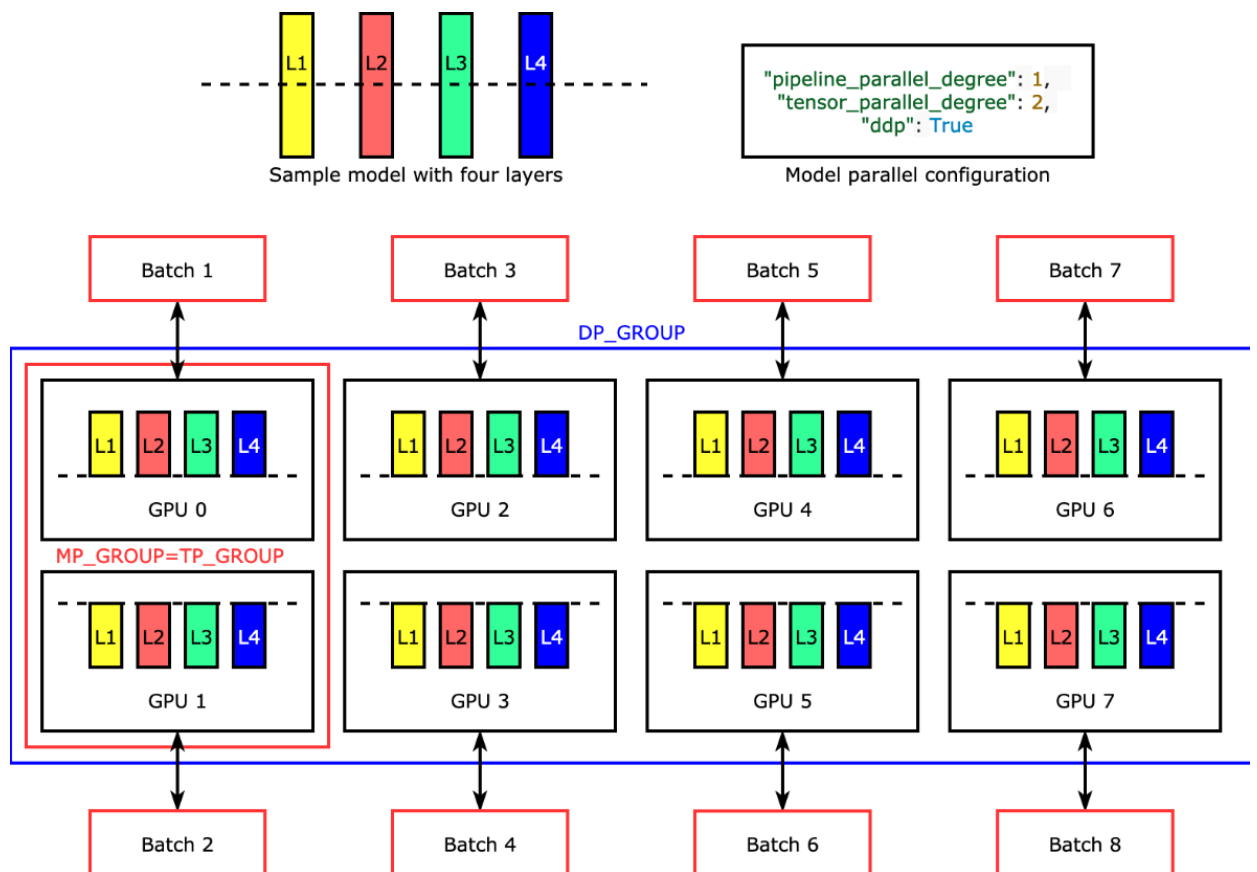 L1 L2 L3 L4
"pipeline_parallel_degree": 1,
"tensor_parallel_degree": 2,
"ddp": True
Sample model with four layers
Model parallel configuration
Batch 1 Batch 3 Batch 5 Batch 7
DP_GROUP
L1 L2 L3 L4 L1 L2 L3 L4 L1 L2 L3 L4 L1 L2 L3 L4
GPU 0 GPU 2 GPU 4 GPU 6
MP_GROUP=TP_GROUP
L1 L2 L3 L4 L1 L2 L3 L4 L1 L2 L3 L4 L1 L2 L3 L4
GPU 1 GPU 3 GPU 5 GPU 7
Batch 2 Batch 4 Batch 6 Batch 8